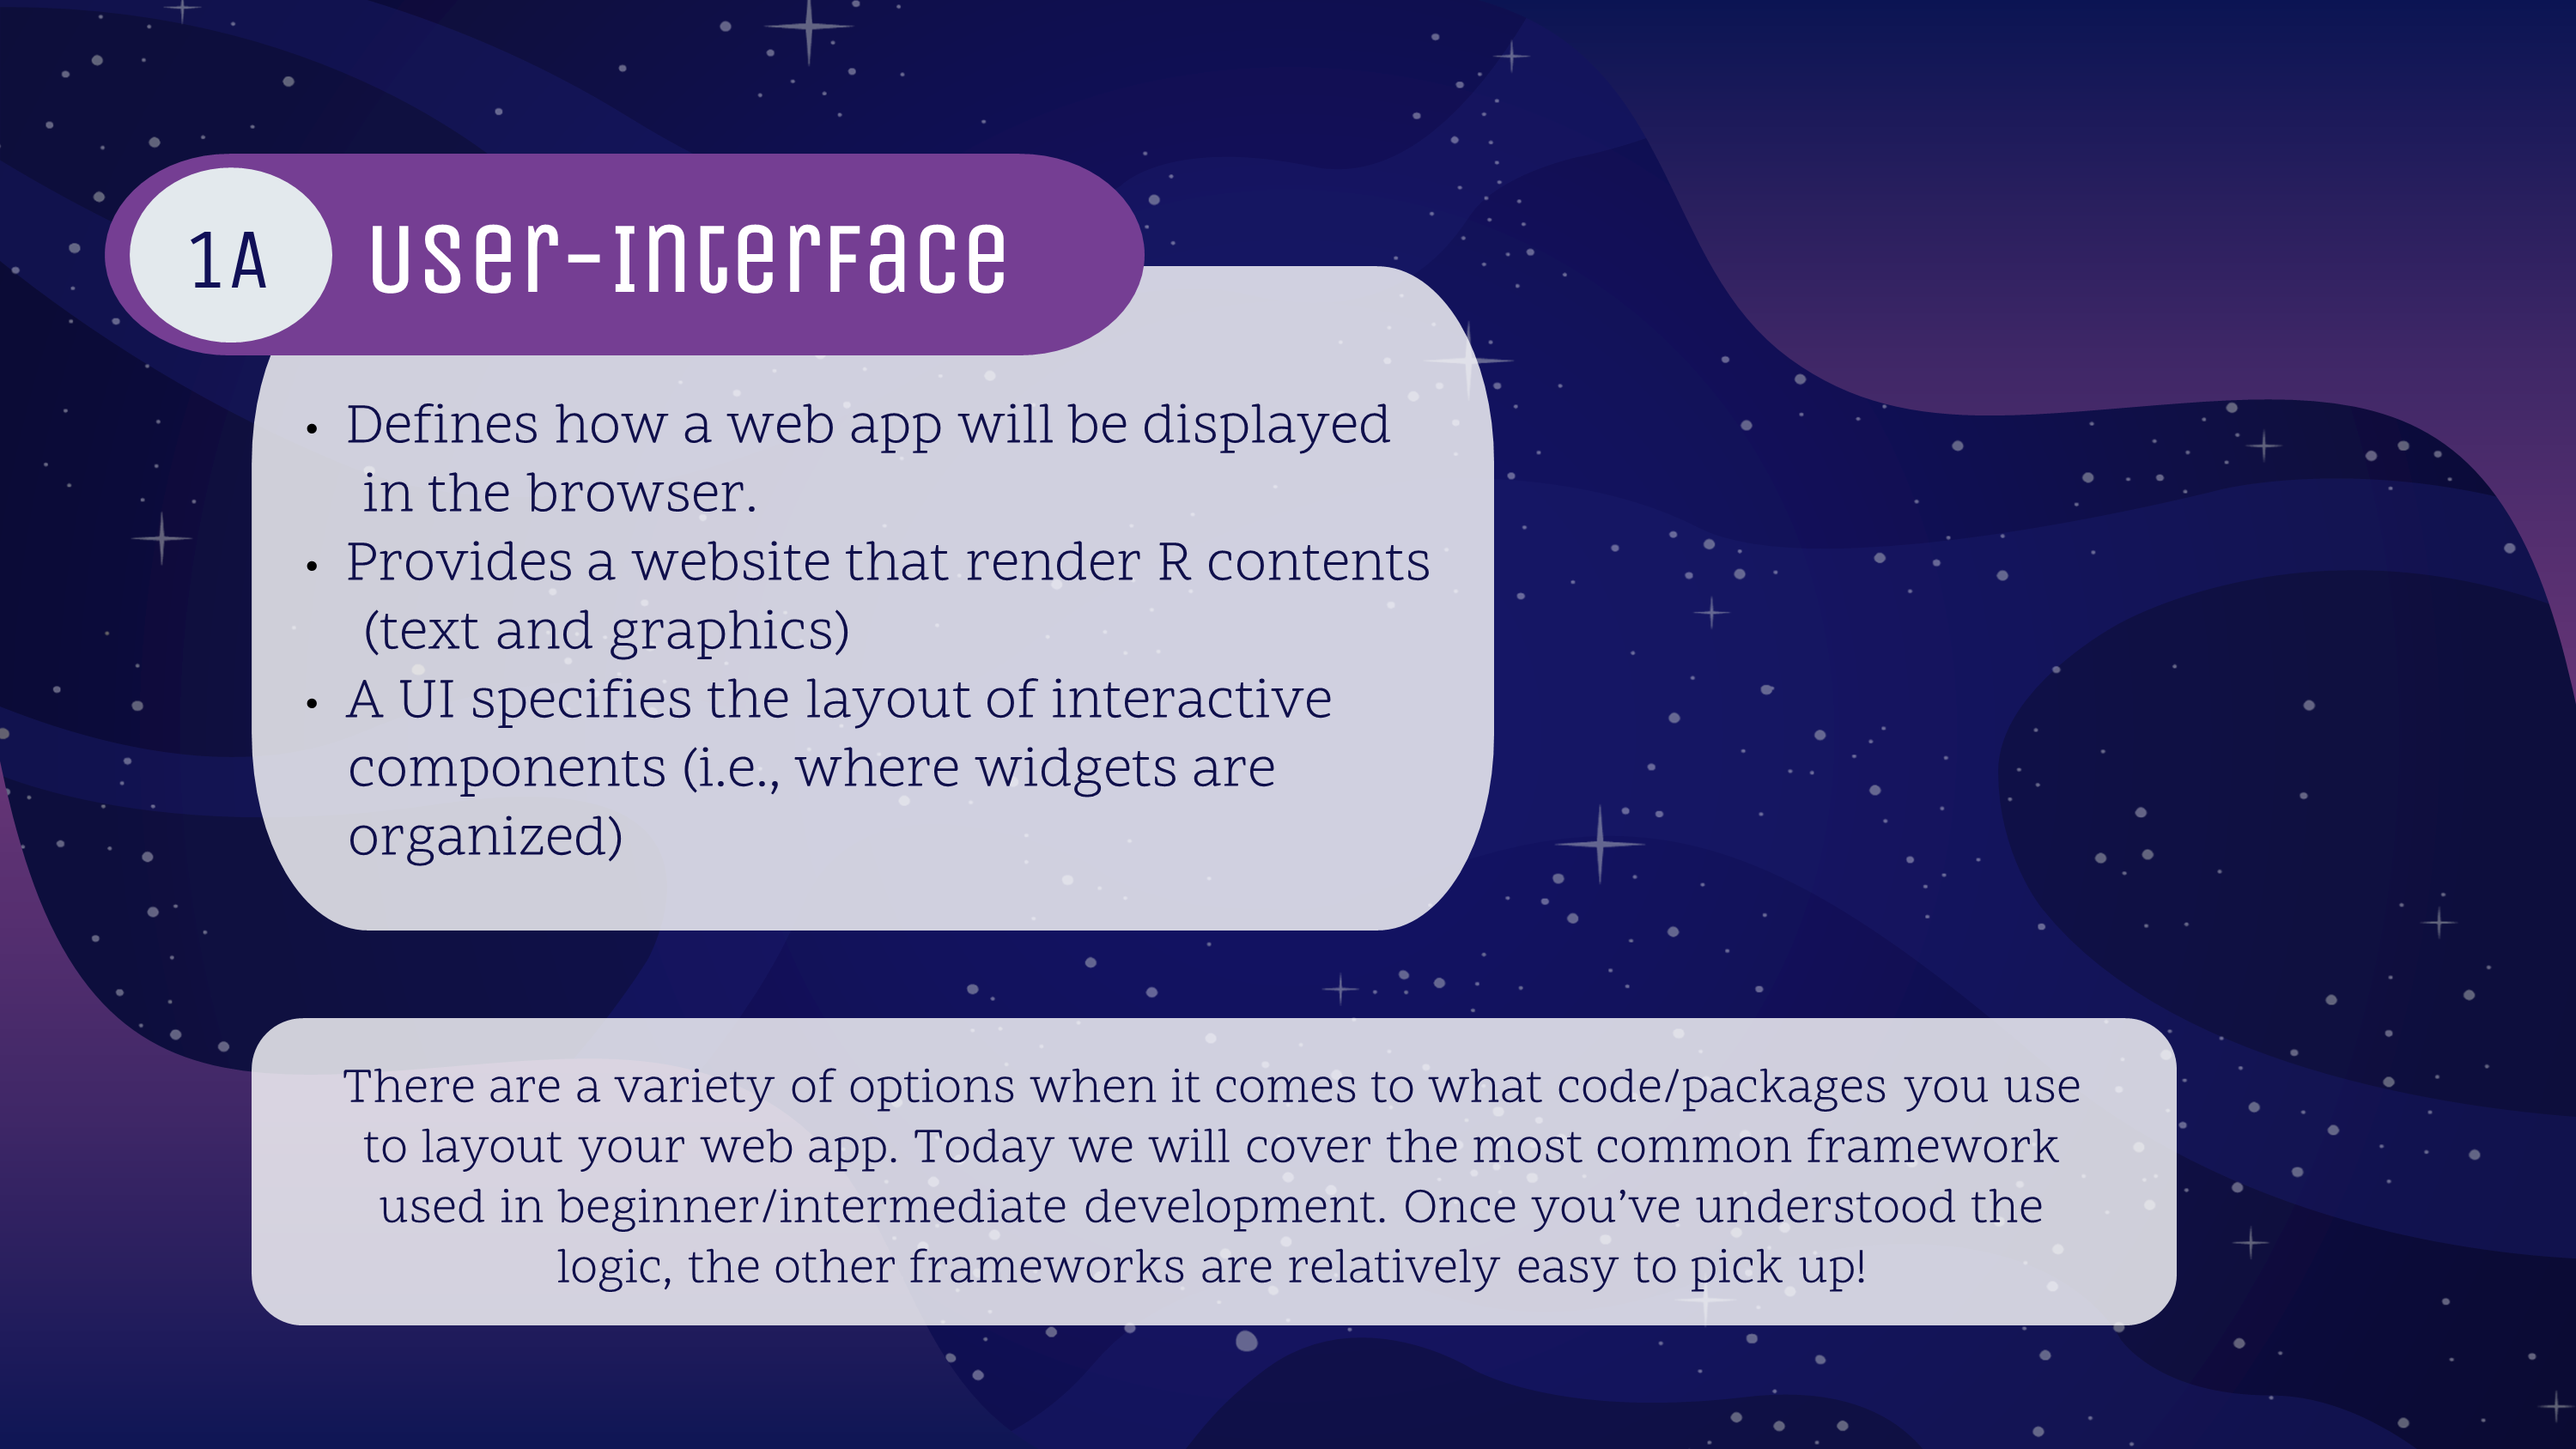 1A User-Interface
• Defines how a web app will be displayed
in the browser.
• Provides a website that render R contents
(text and graphics)
• A UI specifies the layout of interactive
components (i.e., where widgets are
organized)
There are a variety of options when it comes to what code/packages you use
to layout your web app. Today we will cover the most common framework
used in beginner/intermediate development. Once you’ve understood the
logic, the other frameworks are relatively easy to pick up!